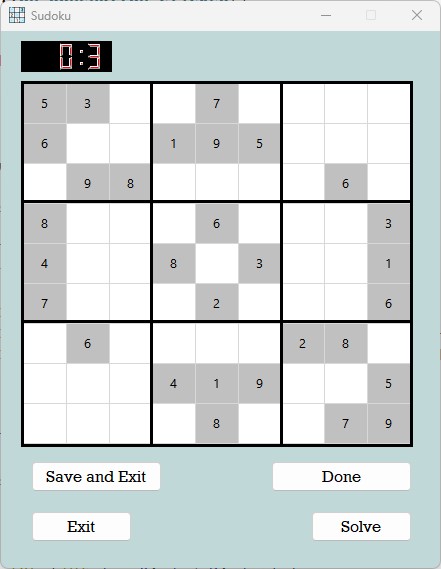 Sudoku
0:3
5 3 7
6 1 9 5
9 8 6
8 6 3
4 8 3 1
7 2 6
6 2 8
4 1 9 5
8 7 9
Save and Exit Done
Exit Solve